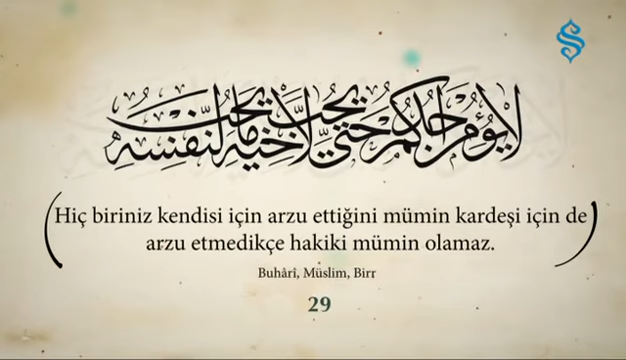 لا يؤمن أحدكم حتى يحب لأخيه ما يحب لنفسه
Hiç biriniz kendisi için arzu ettiğini mümin kardeşi için de
arzu etmedikçe hakiki mümin olamaz.
Buhârî, Müslim, Birr
29